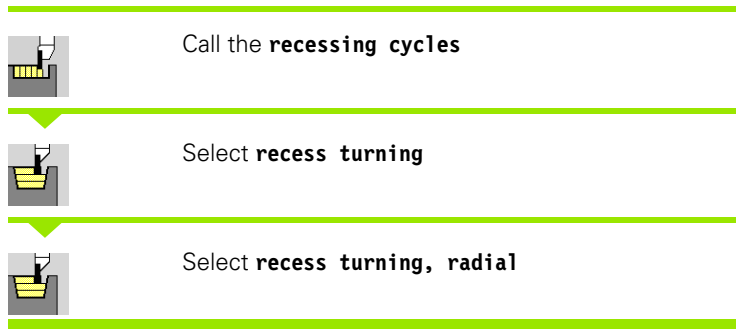 Call the recessing cycles
Select recess turning
Select recess turning, radial